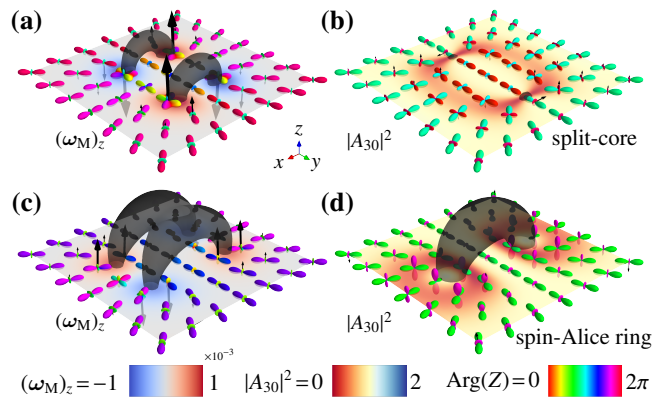 (a)
(b)
(ω_M)_z
z
x y
|A_30|^2
split-core
(c)
(d)
(ω_M)_z
|A_30|^2
spin-Alice ring
×10^−3
(ω_M)_z = −1 1 |A_30|^2 = 0 2 Arg(Z) = 0 2π